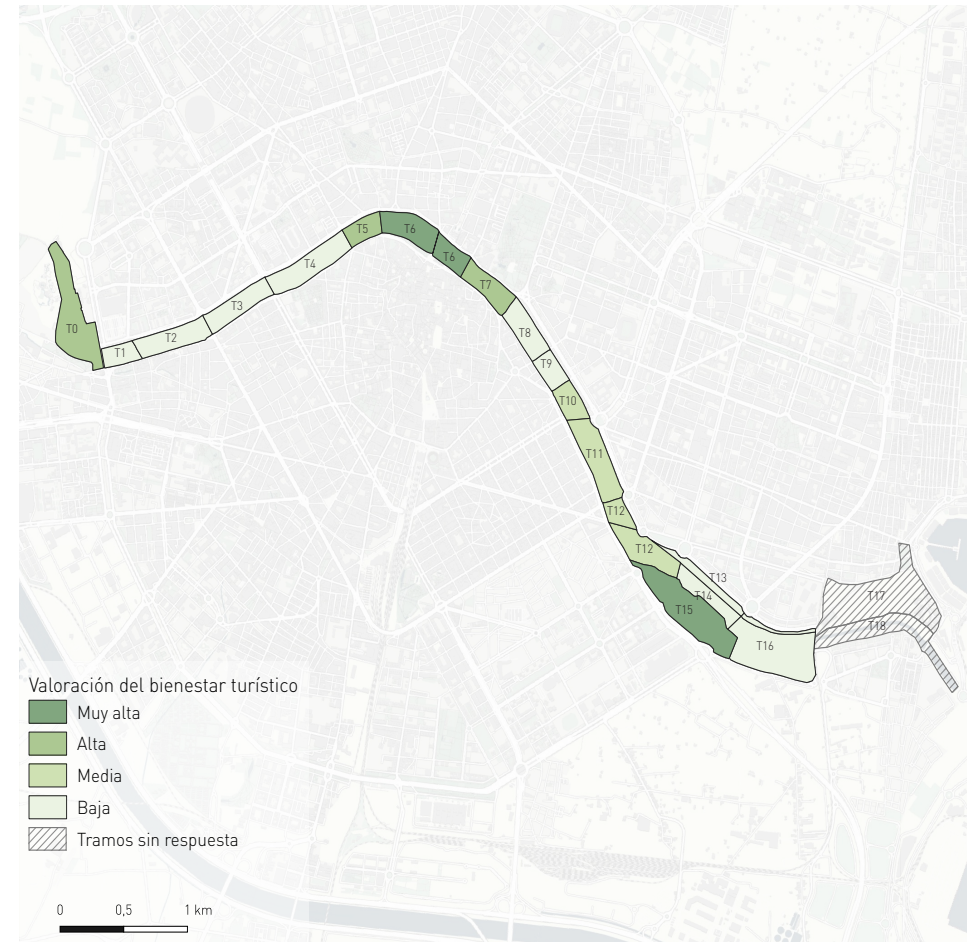 T5
T6
T6
T4
T7
T3
T0
T8
T2
T1
T9
T10
T11
T12
T12
T13
T14
T17
T15
T18
T16
Valoración del bienestar turístico
Muy alta
Alta
Media
Baja
Tramos sin respuesta
0 0,5 1 km